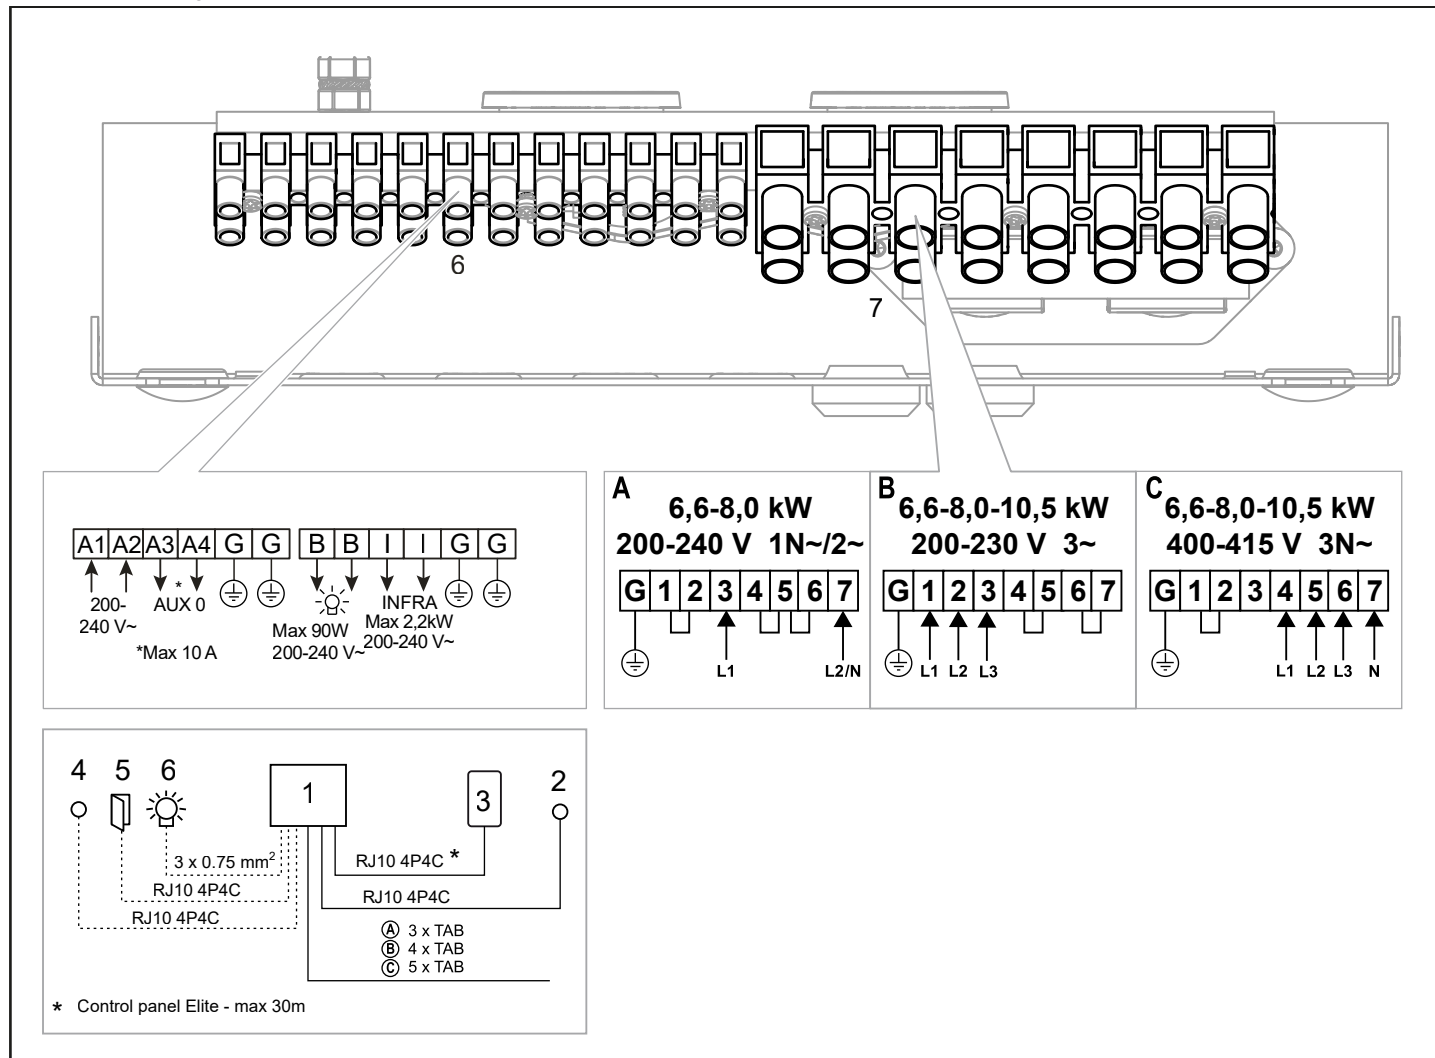 6
7
A1 A2 A3 A4 G G B B I I G G
200-
240 V~
*
AUX 0
*Max 10 A
Max 90W
200-240 V~
INFRA
Max 2,2kW
200-240 V~
A
6,6-8,0 kW
200-240 V 1N~/2~
G 1 2 3 4 5 6 7
L1 L2/N
B
6,6-8,0-10,5 kW
200-230 V 3~
G 1 2 3 4 5 6 7
L1 L2 L3
C
6,6-8,0-10,5 kW
400-415 V 3N~
G 1 2 3 4 5 6 7
L1 L2 L3 N
4 5 6 1 3 2
3 x 0.75 mm²
RJ10 4P4C *
RJ10 4P4C
RJ10 4P4C
RJ10 4P4C
A 3 x TAB
B 4 x TAB
C 5 x TAB
* Control panel Elite - max 30m